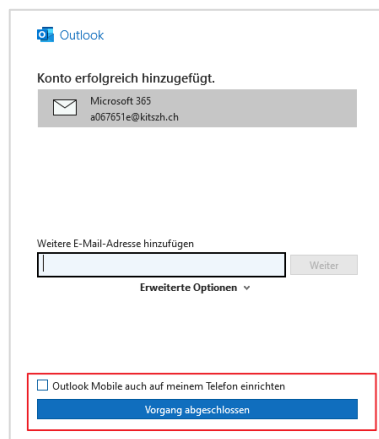 Outlook
Konto erfolgreich hinzugefügt.
Microsoft 365
a067651e@kitszh.ch
Weitere E-Mail-Adresse hinzufügen
Weiter
Erweiterte Optionen
Outlook Mobile auch auf meinem Telefon einrichten
Vorgang abgeschlossen